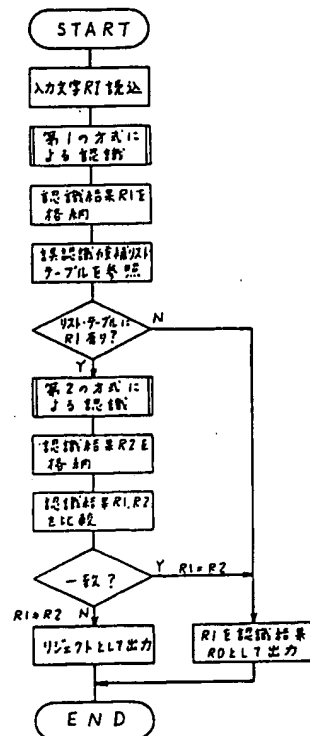 START
入力文字RI読込
第1の方式に
よる認識
認識結果R1を
格納
誤認識候補リスト
テーブルを参照
リスト・テーブルに
R1有り?
N
Y
第2の方式に
よる認識
認識結果R2を
格納
認識結果R1,R2
を比較
一致?
Y R1=R2
R1≠R2 N
リジェクトとして出力
R1を認識結果
ROとして出力
END